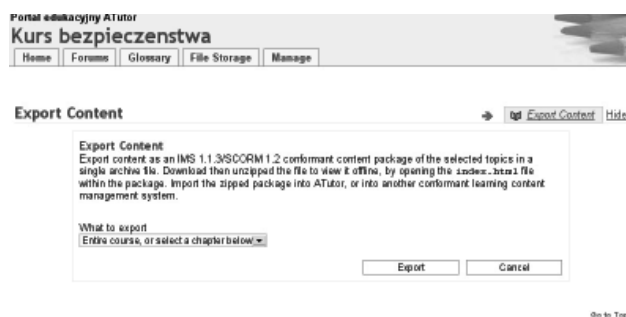 Portal edukacyjny ATutor
Kurs bezpieczenstwa
Home Forums Glossary File Storage Manage
Export Content
Export Content Hide
Export Content
Export content as an IMS 1.1.3/SCORM 1.2 conformant content package of the selected topics in a
single archive file. Download then unzipped the file to view it offline, by opening the index.html file
within the package. Import the zipped package into ATutor, or into another conformant learning content
management system.
What to export
Entire course, or select a chapter below
Export Cancel
Go to Top